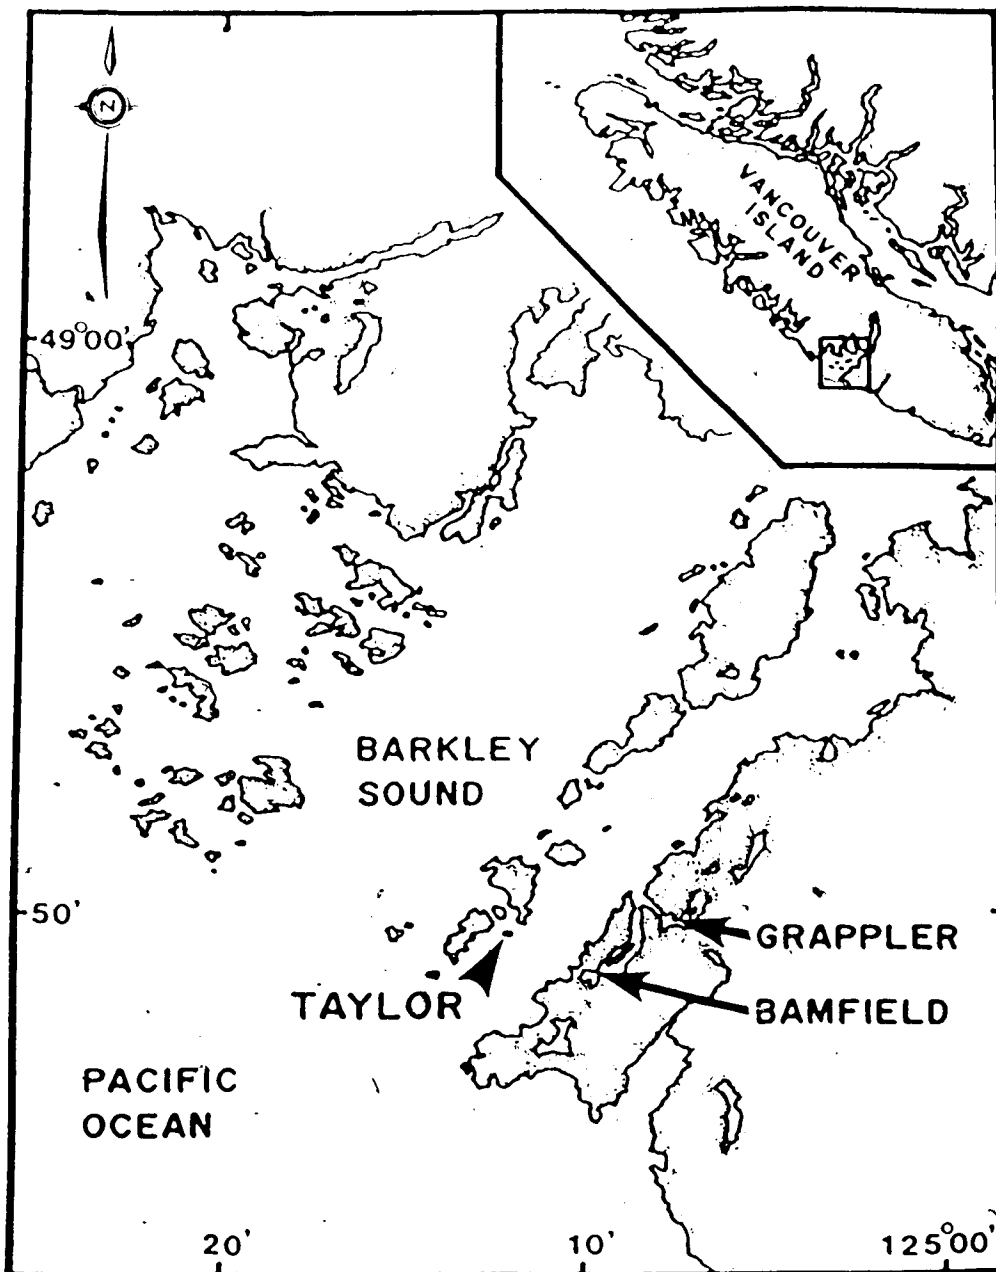 N
VANCOUVER
ISLAND
49°00'
BARKLEY
SOUND
50'
GRAPPLER
TAYLOR
BAMFIELD
PACIFIC
OCEAN
20' 10' 125°00'